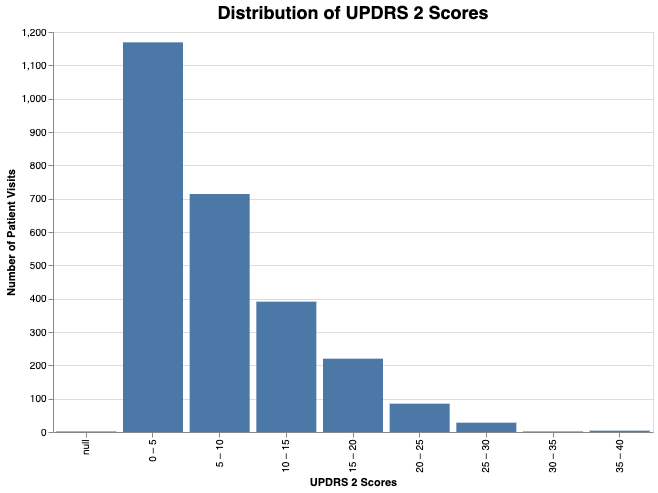 Distribution of UPDRS 2 Scores
Number of Patient Visits
1,200
1,100
1,000
900
800
700
600
500
400
300
200
100
0
null
0 – 5
5 – 10
10 – 15
15 – 20
20 – 25
25 – 30
30 – 35
35 – 40
UPDRS 2 Scores